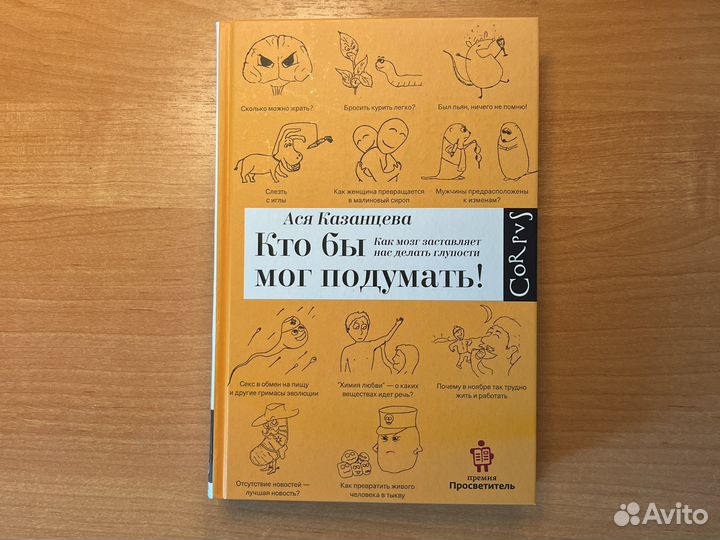 Сколько можно жрать?
Бросить курить легко?
Был пьян, ничего не помню!
Слезть
с иглы
Как женщина превращается
в малиновый сироп
Мужчины предрасположены
к изменам?
Ася Казанцева
Кто бы
мог подумать!
Как мозг заставляет
нас делать глупости
CORPVS
Секс в обмен на пищу
и другие гримасы эволюции
"Химия любви" — о каких
веществах идет речь?
Почему в ноябре так трудно
жить и работать
Отсутствие новостей —
лучшая новость?
Как превратить живого
человека в тыкву
премия
Просветитель
Avito